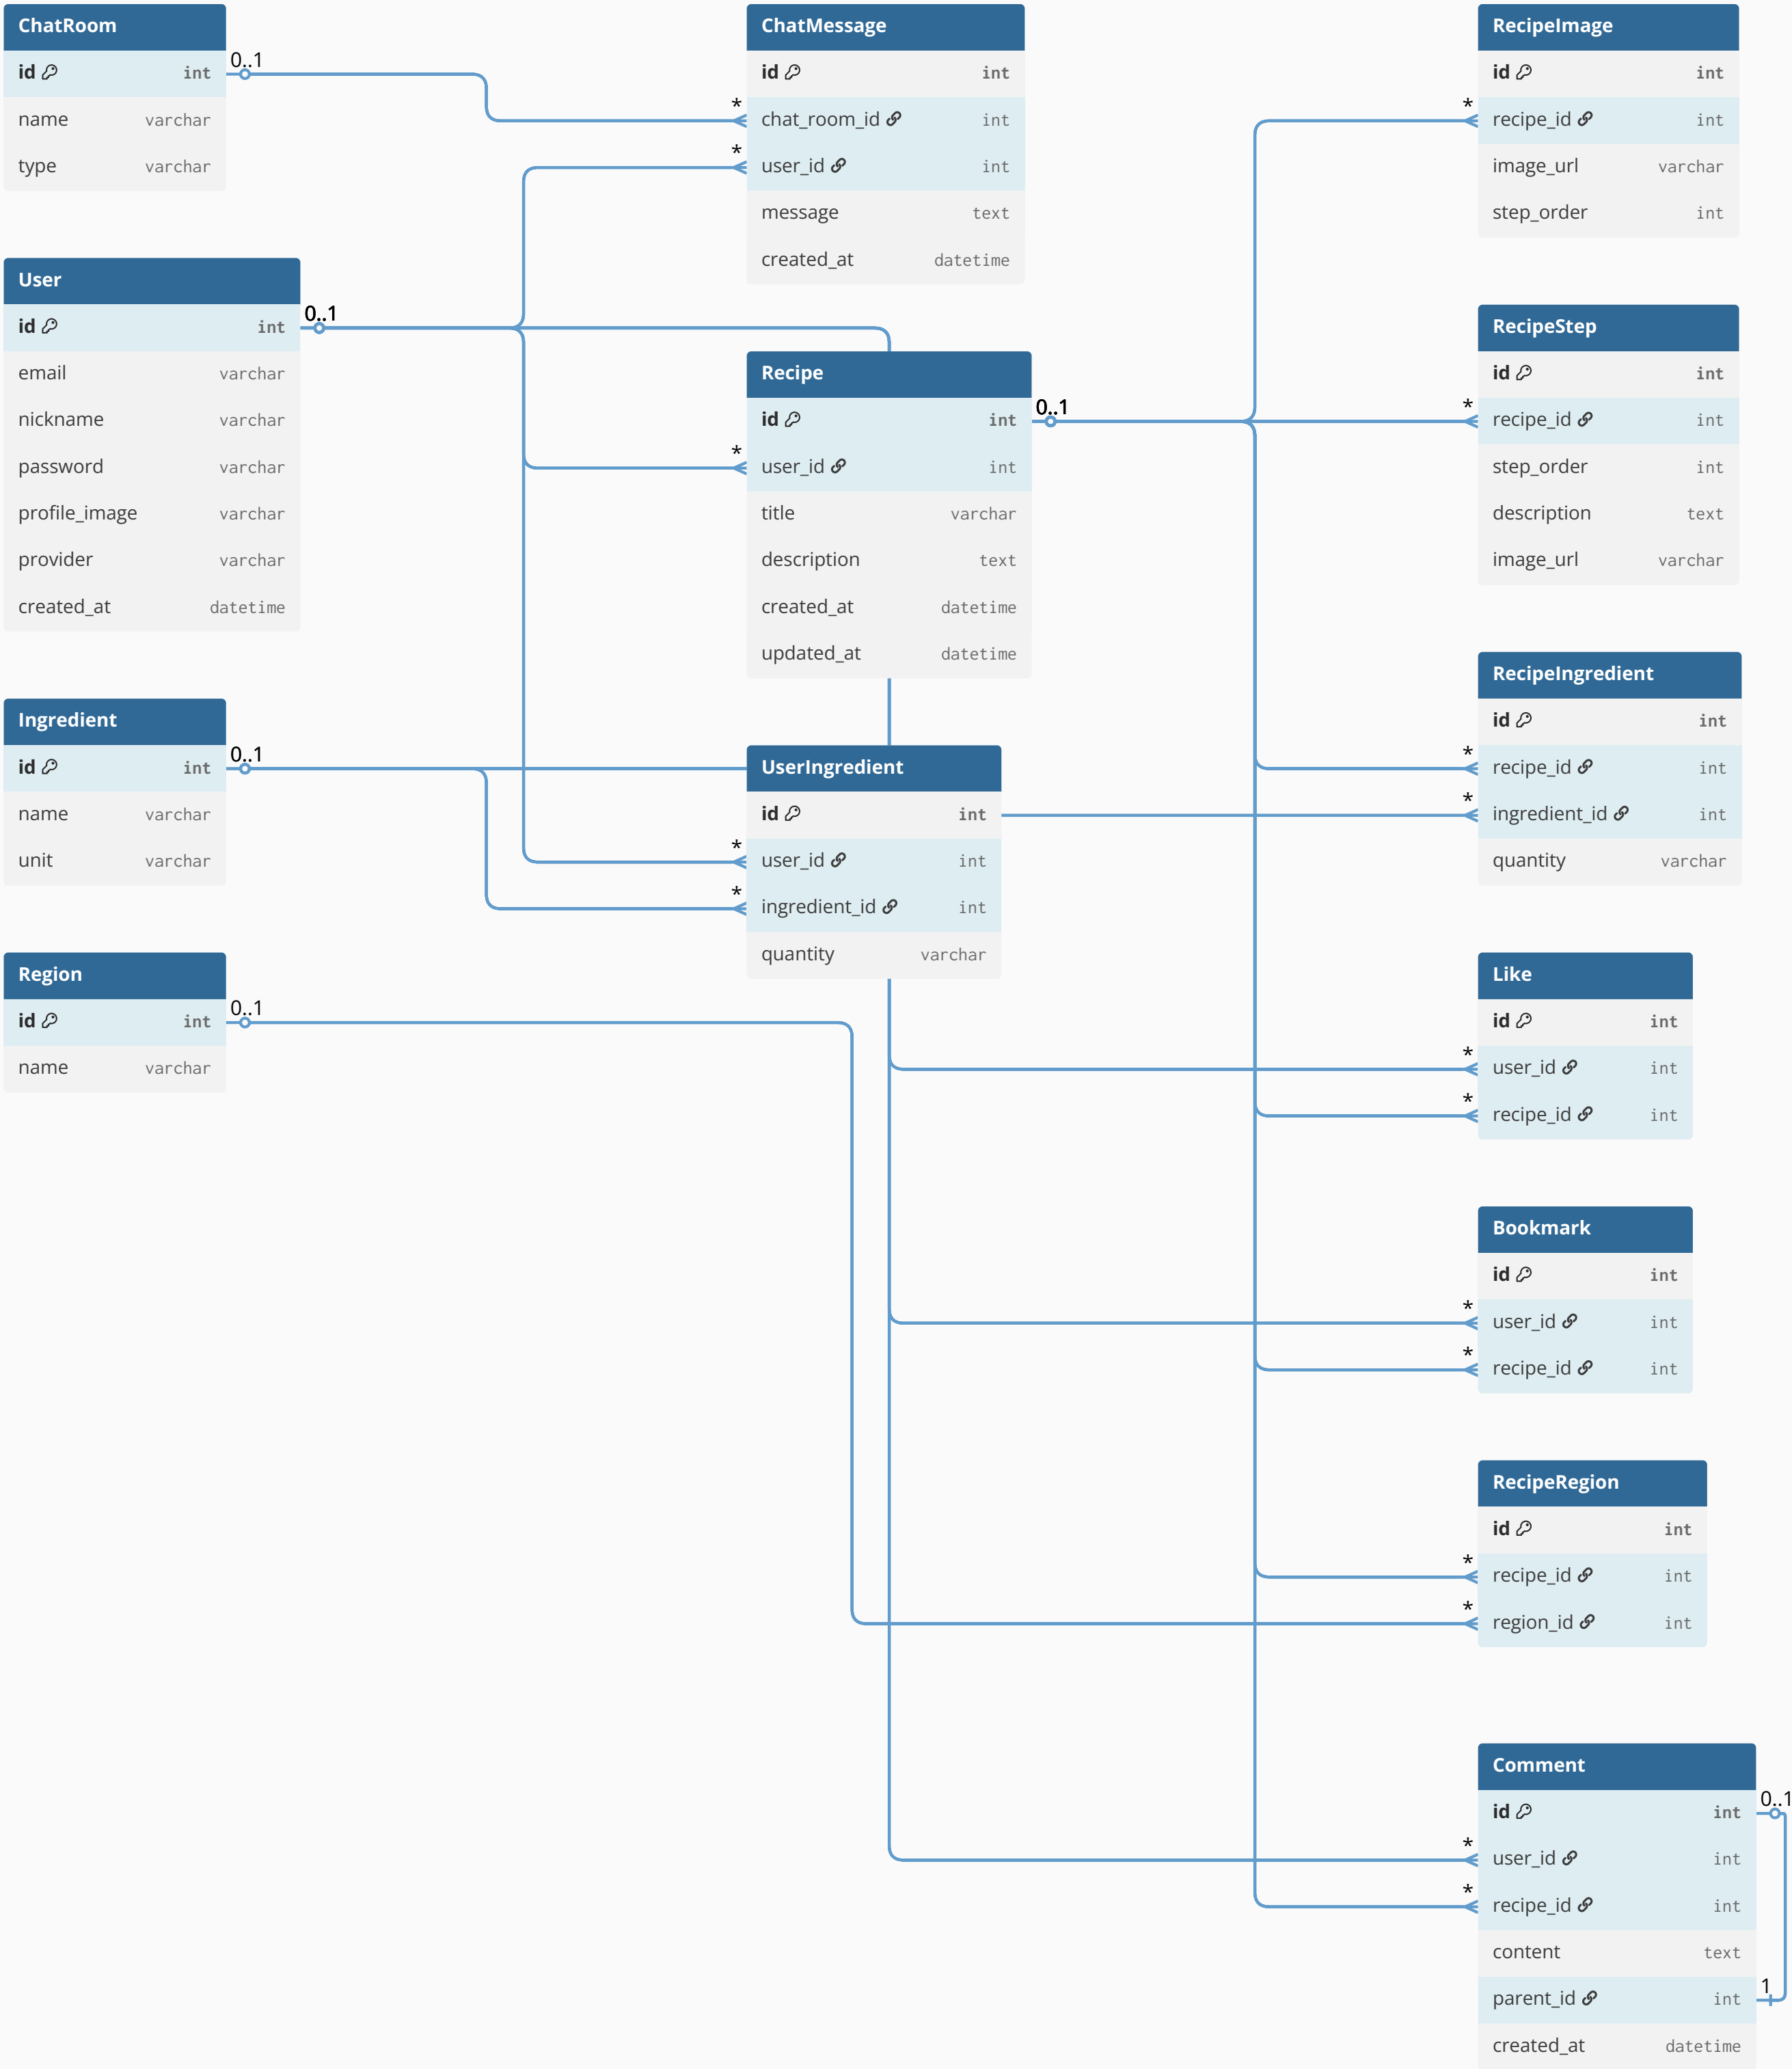 ChatRoom
id int
0..1
name varchar
type varchar
ChatMessage
id int
*
chat_room_id int
*
user_id int
message text
created_at datetime
RecipeImage
id int
*
recipe_id int
image_url varchar
step_order int
User
0..1
id int
email varchar
nickname varchar
password varchar
profile_image varchar
provider varchar
created_at datetime
Recipe
0..1
id int
*
user_id int
title varchar
description text
created_at datetime
updated_at datetime
RecipeStep
id int
*
recipe_id int
step_order int
description text
image_url varchar
Ingredient
0..1
id int
name varchar
unit varchar
UserIngredient
id int
*
user_id int
*
ingredient_id int
quantity varchar
RecipeIngredient
id int
*
recipe_id int
*
ingredient_id int
quantity varchar
Region
0..1
id int
name varchar
Like
id int
*
user_id int
*
recipe_id int
Bookmark
id int
*
user_id int
*
recipe_id int
RecipeRegion
id int
*
recipe_id int
*
region_id int
Comment
0..1
id int
*
user_id int
*
recipe_id int
content text
1
parent_id int
created_at datetime